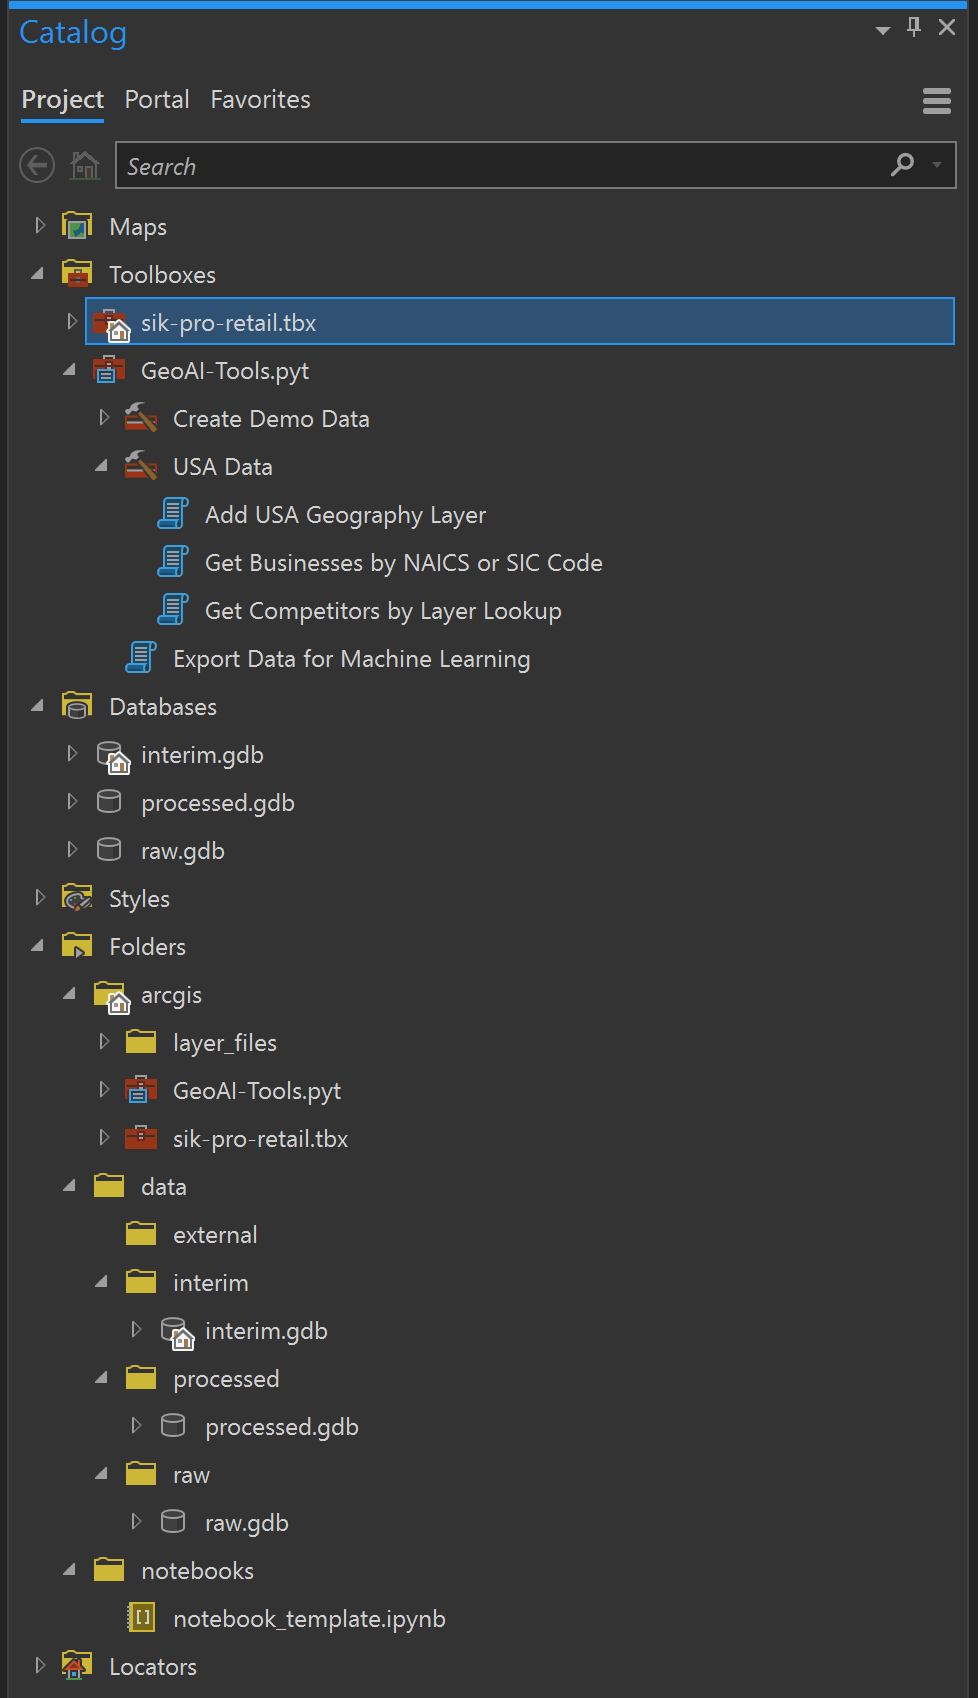 Catalog
Project Portal Favorites
Search
Maps
Toolboxes
sik-pro-retail.tbx
GeoAI-Tools.pyt
Create Demo Data
USA Data
Add USA Geography Layer
Get Businesses by NAICS or SIC Code
Get Competitors by Layer Lookup
Export Data for Machine Learning
Databases
interim.gdb
processed.gdb
raw.gdb
Styles
Folders
arcgis
layer_files
GeoAI-Tools.pyt
sik-pro-retail.tbx
data
external
interim
interim.gdb
processed
processed.gdb
raw
raw.gdb
notebooks
notebook_template.ipynb
Locators